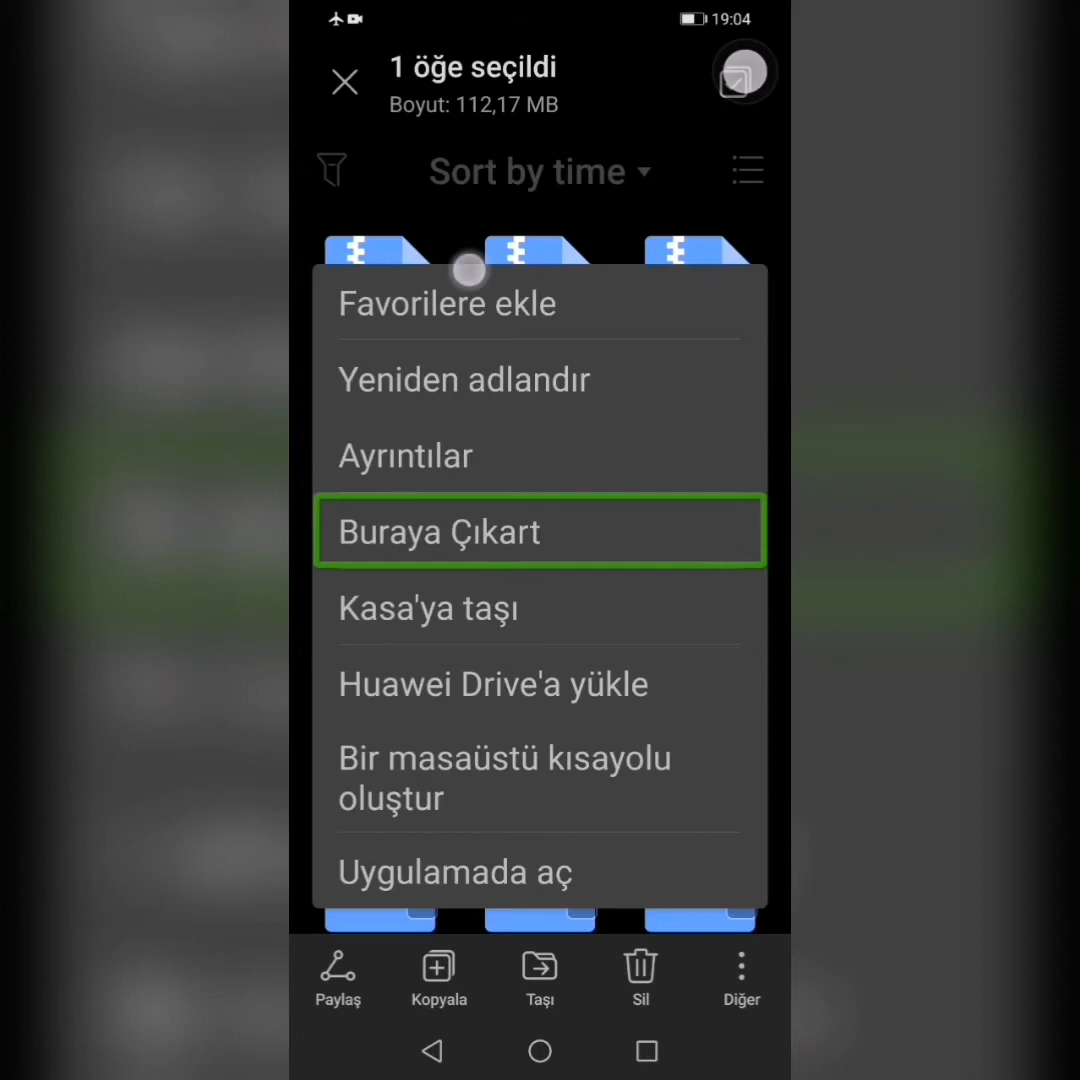 19:04
1 öğe seçildi
Boyut: 112,17 MB
Sort by time
Favorilere ekle
Yeniden adlandır
Ayrıntılar
Buraya Çıkart
Kasa'ya taşı
Huawei Drive'a yükle
Bir masaüstü kısayolu
oluştur
Uygulamada aç
Paylaş Kopyala Taşı Sil Diğer